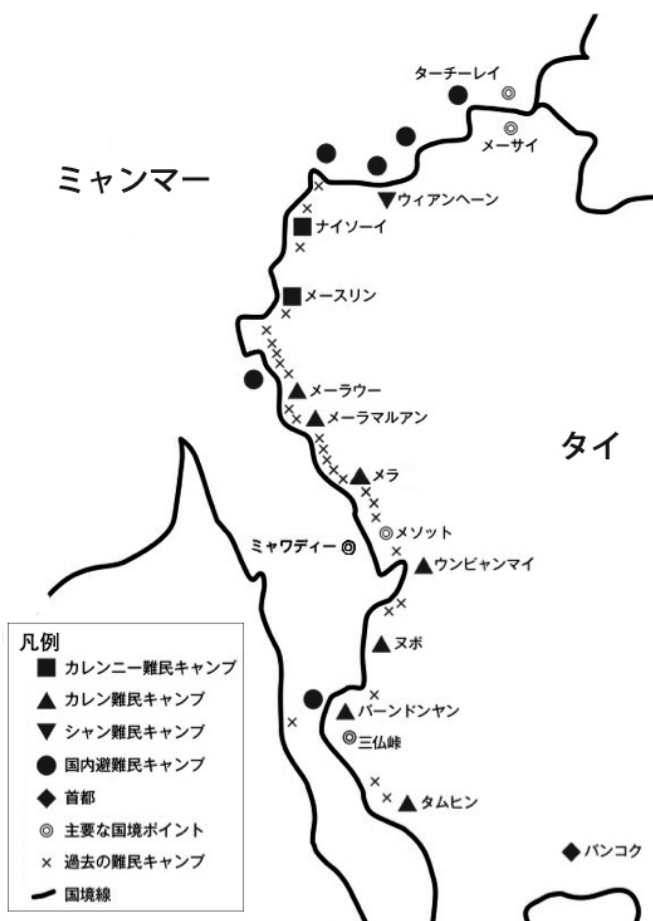 ターチーレイ
メーサイ
ミャンマー
ウィアンヘーン
ナイソーイ
メースリン
メーラウー
メーラマルアン
タイ
メラ
メソット
ミャワディー
ウンピャンマイ
ヌポ
バーンドンヤン
三仏峠
タムヒン
バンコク
凡例
カレンニー難民キャンプ
カレン難民キャンプ
シャン難民キャンプ
国内避難民キャンプ
首都
主要な国境ポイント
過去の難民キャンプ
国境線